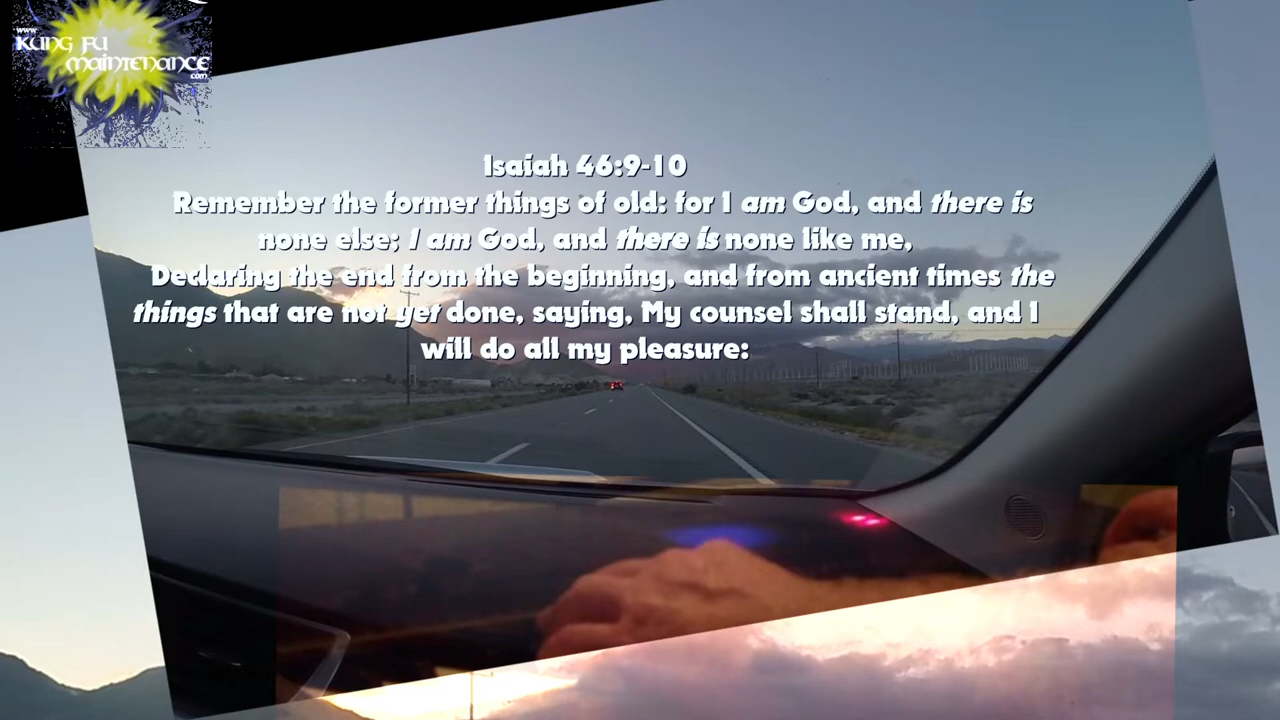 www.
KUNG FU
MAINTENANCE
.com
Isaiah 46:9-10
Remember the former things of old: for I am God, and there is
none else; I am God, and there is none like me,
Declaring the end from the beginning, and from ancient times the
things that are not yet done, saying, My counsel shall stand, and I
will do all my pleasure: